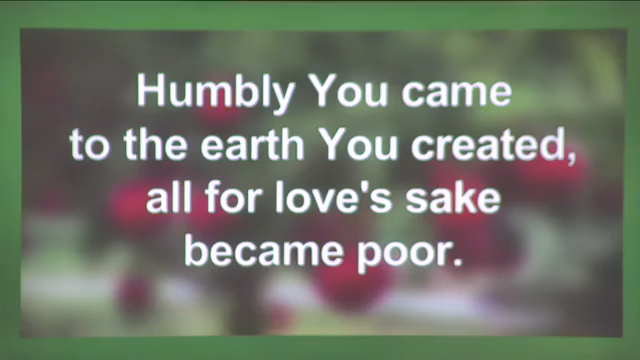 Humbly You came
to the earth You created,
all for love's sake
became poor.